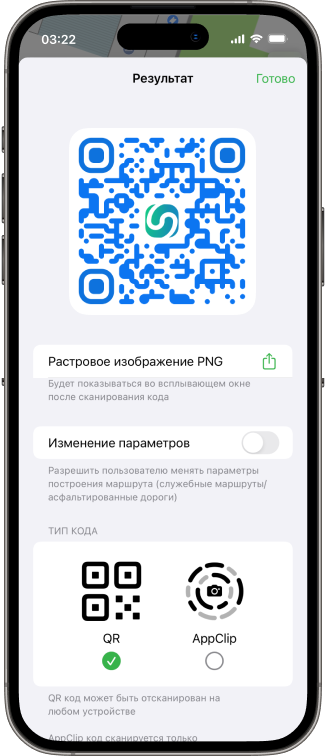 03:22
Результат
Готово
Растровое изображение PNG
Будет показываться во всплывающем окне
после сканирования кода
Изменение параметров
Разрешить пользователю менять параметры
построения маршрута (служебные маршруты/
асфальтированные дороги)
ТИП КОДА
QR
AppClip
QR код может быть отсканирован на
любом устройстве
AppClip код сканируется только